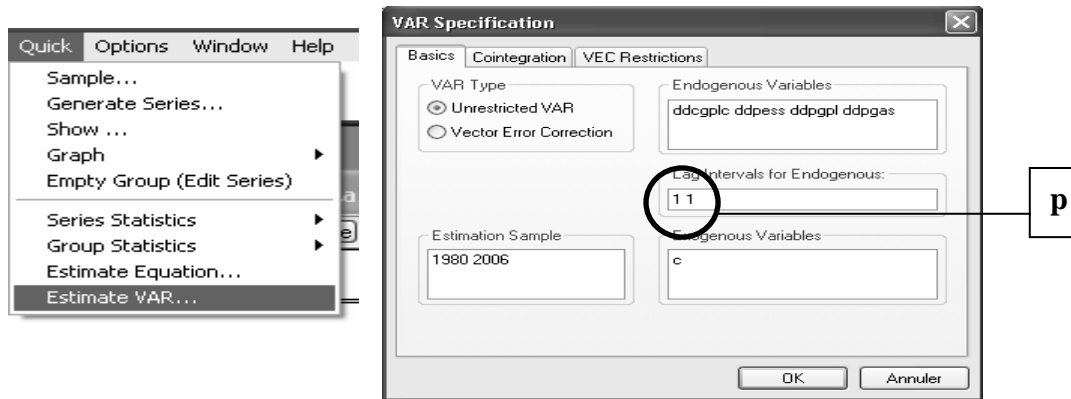 Quick Options Window Help
Sample...
Generate Series...
Show ...
Graph
Empty Group (Edit Series)
Series Statistics
Group Statistics
Estimate Equation...
Estimate VAR...
VAR Specification
Basics Cointegration VEC Restrictions
VAR Type
Unrestricted VAR
Vector Error Correction
Endogenous Variables
ddcgplc ddpess ddpgpl ddpgas
Lag Intervals for Endogenous:
1 1
p
Estimation Sample
1980 2006
Exogenous Variables
c
OK Annuler